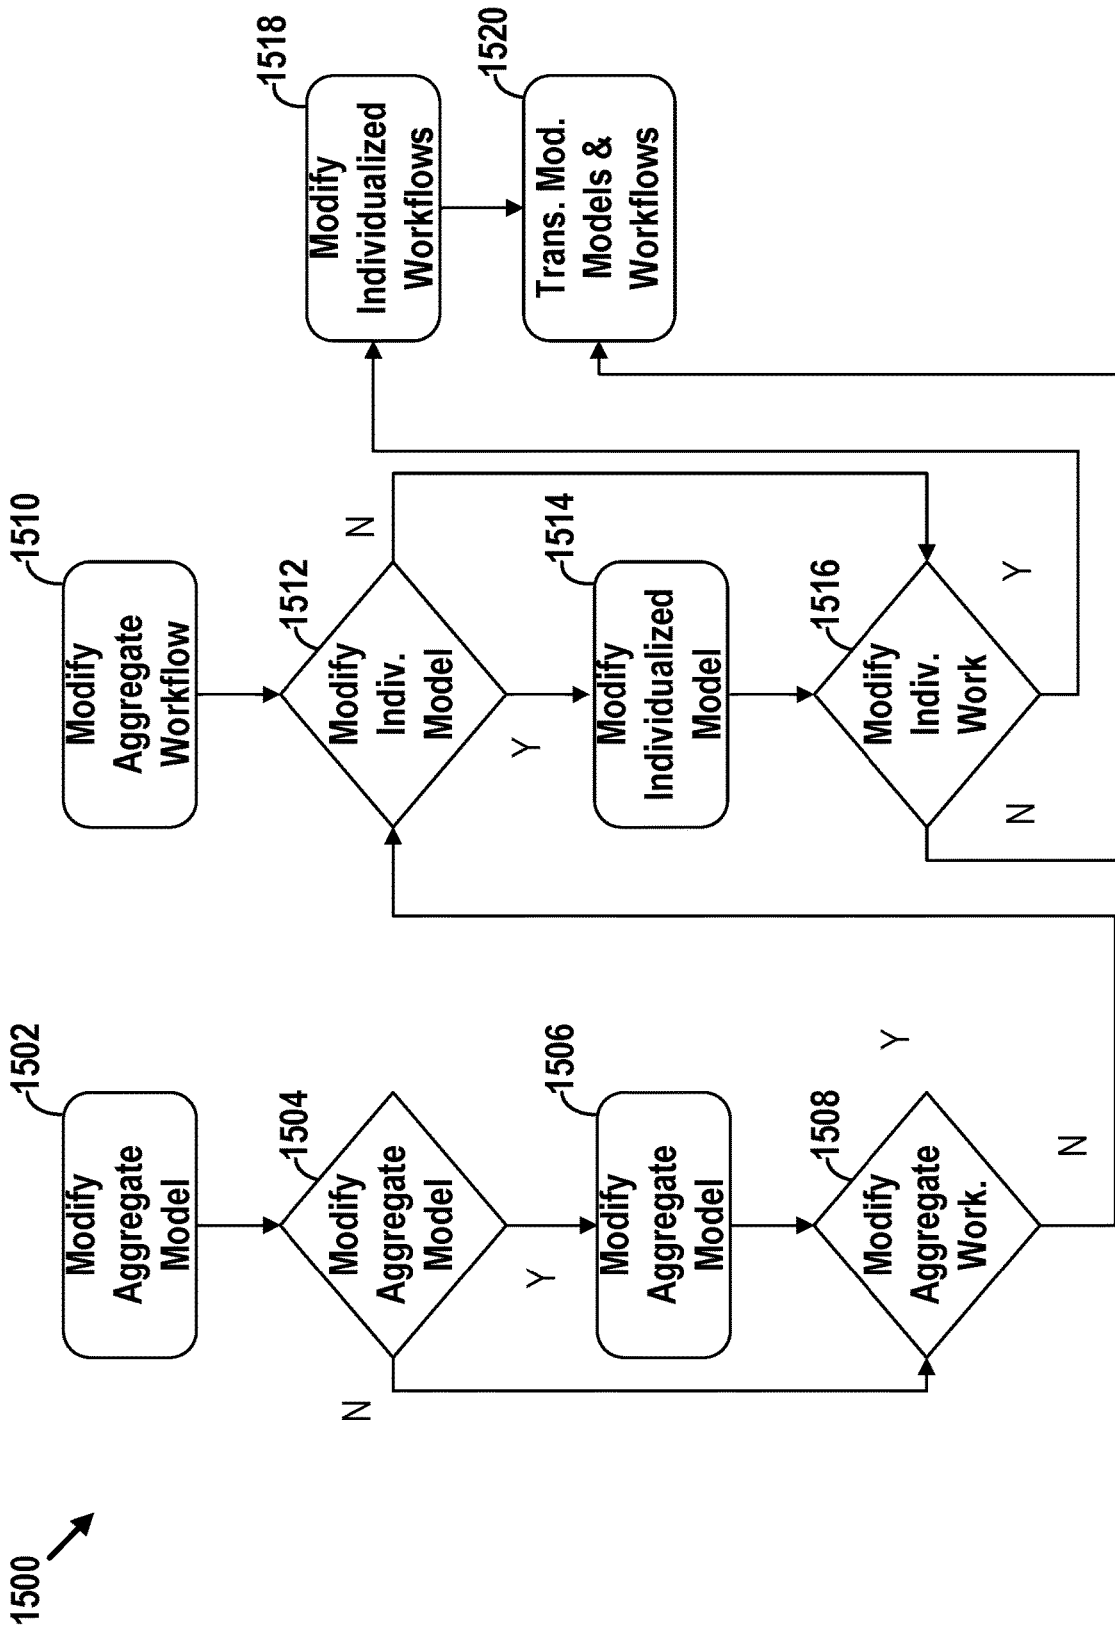 1500
1502
Modify
Aggregate
Model
1504
Modify
Aggregate
Model
N
Y
1506
Modify
Aggregate
Model
1508
Modify
Aggregate
Work.
Y
N
1510
Modify
Aggregate
Workflow
1512
Modify
Indiv.
Model
N
Y
1514
Modify
Individualized
Model
1516
Modify
Indiv.
Work
N
Y
1518
Modify
Individualized
Workflows
1520
Trans. Mod.
Models &
Workflows